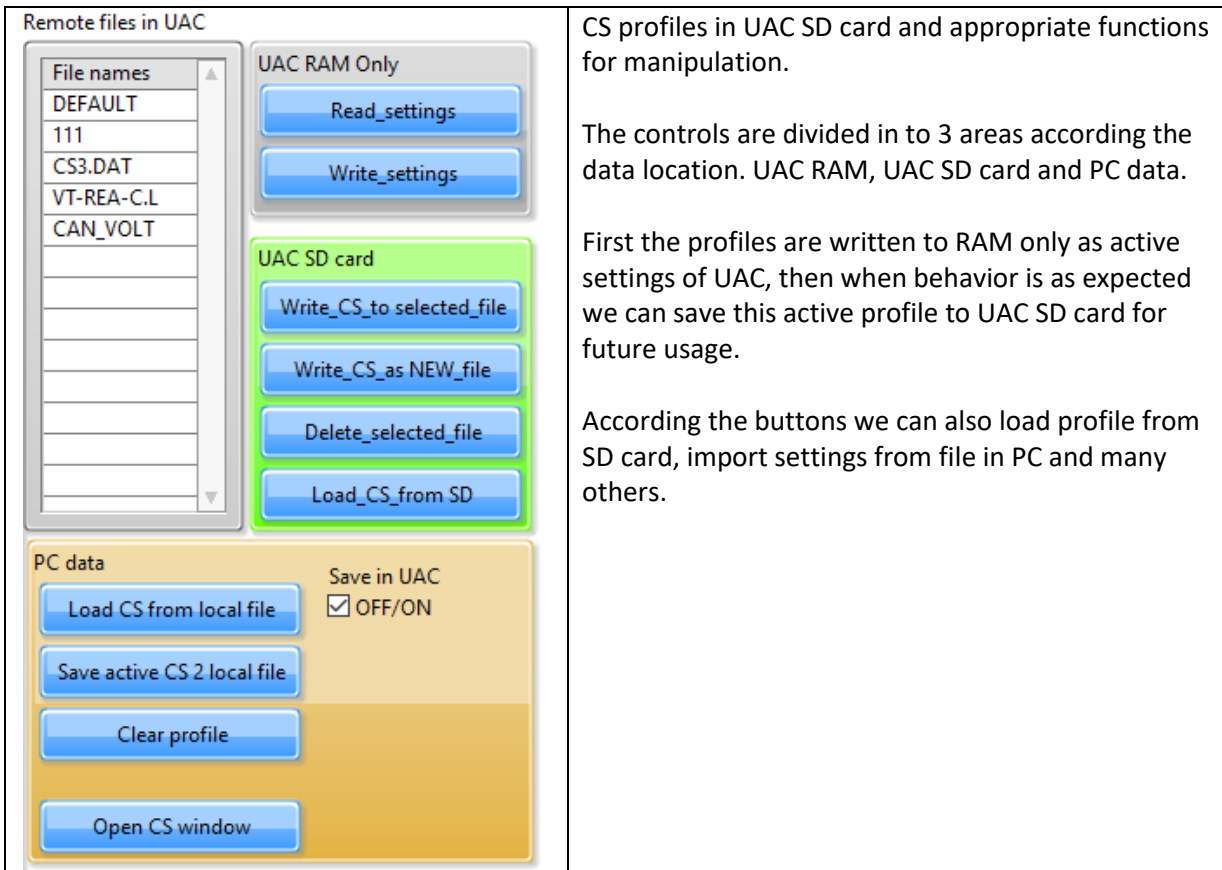 Remote files in UAC
File names
DEFAULT
111
CS3.DAT
VT-REA-C.L
CAN_VOLT
UAC RAM Only
Read_settings
Write_settings
UAC SD card
Write_CS_to selected_file
Write_CS_as NEW_file
Delete_selected_file
Load_CS_from SD
PC data
Load CS from local file
Save active CS 2 local file
Clear profile
Open CS window
Save in UAC
OFF/ON
CS profiles in UAC SD card and appropriate functions
for manipulation.
The controls are divided in to 3 areas according the
data location. UAC RAM, UAC SD card and PC data.
First the profiles are written to RAM only as active
settings of UAC, then when behavior is as expected
we can save this active profile to UAC SD card for
future usage.
According the buttons we can also load profile from
SD card, import settings from file in PC and many
others.